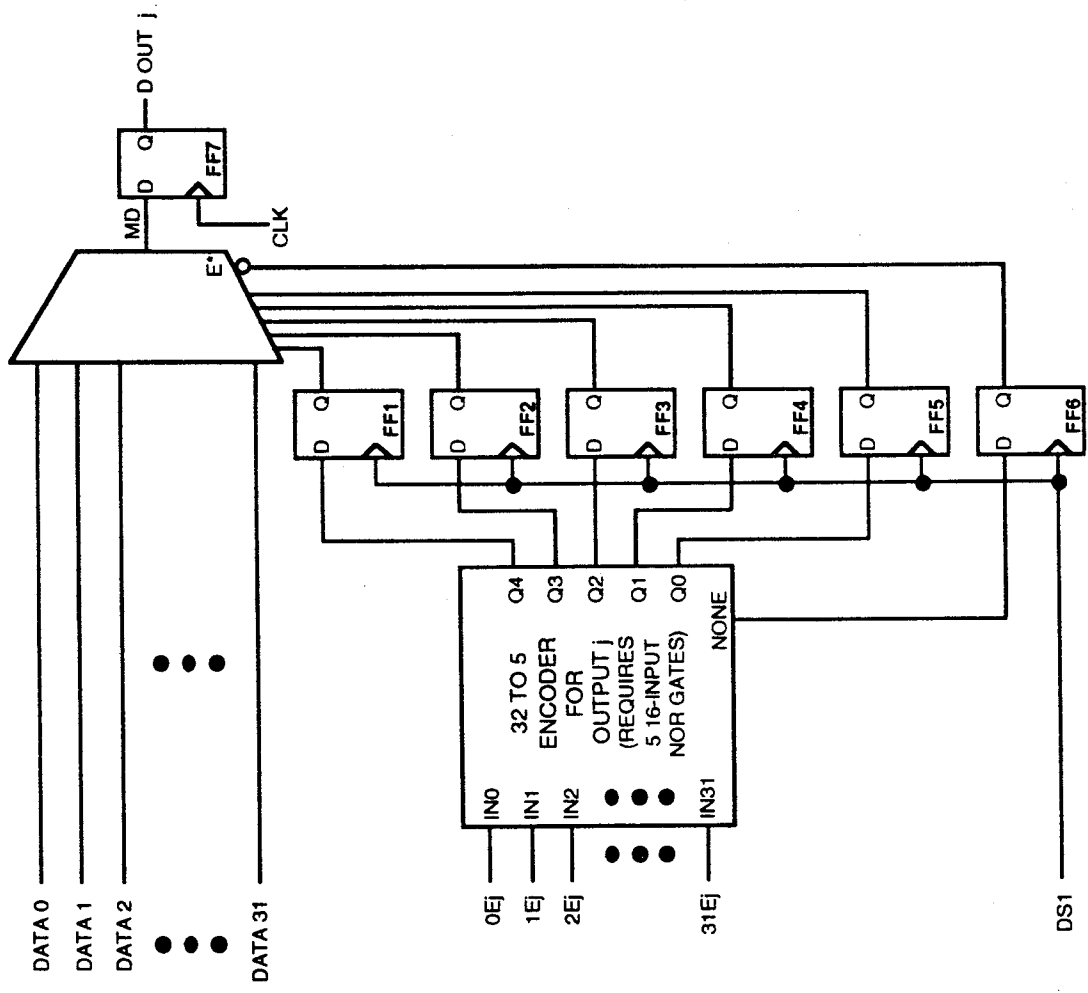 DATA 0
DATA 1
DATA 2
DATA 31
MD
D
Q
FF7
D OUT j
CLK
E*
D
Q
FF1
D
Q
FF2
D
Q
FF3
D
Q
FF4
D
Q
FF5
D
Q
FF6
0Ej
1Ej
2Ej
31Ej
IN0
IN1
IN2
IN31
32 TO 5
ENCODER
FOR
OUTPUT j
(REQUIRES
5 16-INPUT
NOR GATES)
Q4
Q3
Q2
Q1
Q0
NONE
DS1